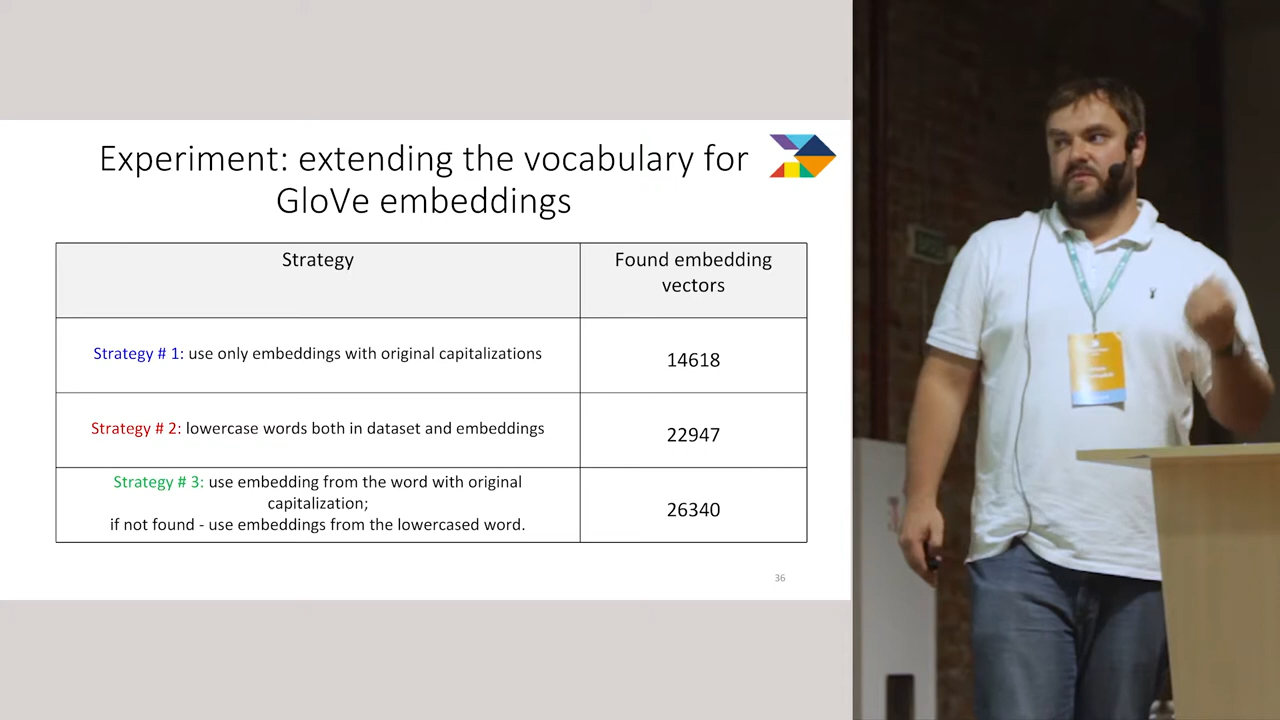 Experiment: extending the vocabulary for
GloVe embeddings
Strategy
Found embedding
vectors
Strategy # 1: use only embeddings with original capitalizations
14618
Strategy # 2: lowercase words both in dataset and embeddings
22947
Strategy # 3: use embedding from the word with original
capitalization;
if not found - use embeddings from the lowercased word.
26340
36